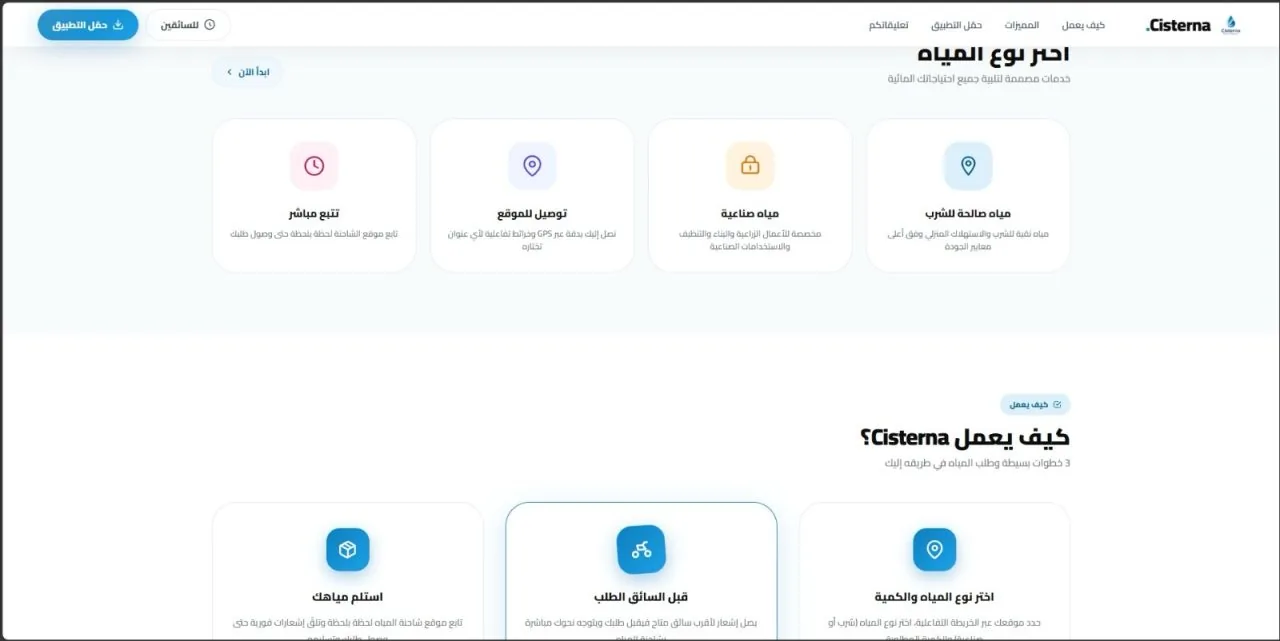 Cisterna.
Cisterna
كيف يعمل
المميزات
حمّل التطبيق
تعليقاتكم
للسائقين
حمّل التطبيق
اختر نوع المياه
خدمات مصممة لتلبية جميع احتياجاتك المائية
ابدأ الآن
مياه صالحة للشرب
مياه نقية للشرب والاستهلاك المنزلي وفق أعلى
معايير الجودة
مياه صناعية
مخصصة للأعمال الزراعية والبناء والتنظيف
والاستخدامات الصناعية
توصيل للموقع
نصل إليك بدقة عبر GPS وخرائط تفاعلية لأي عنوان
تختاره
تتبع مباشر
تابع موقع الشاحنة لحظة بلحظة حتى وصول طلبك
كيف يعمل
كيف يعمل Cisterna؟
3 خطوات بسيطة وطلب المياه في طريقه إليك
اختر نوع المياه والكمية
حدد موقعك عبر الخريطة التفاعلية، اختر نوع المياه (شرب أو
قبل السائق الطلب
يصل إشعار لأقرب سائق متاح فيقبل طلبك ويتوجه نحوك مباشرة
استلم مياهك
تابع موقع شاحنة المياه لحظة بلحظة وتلقَّ إشعارات فورية حتى